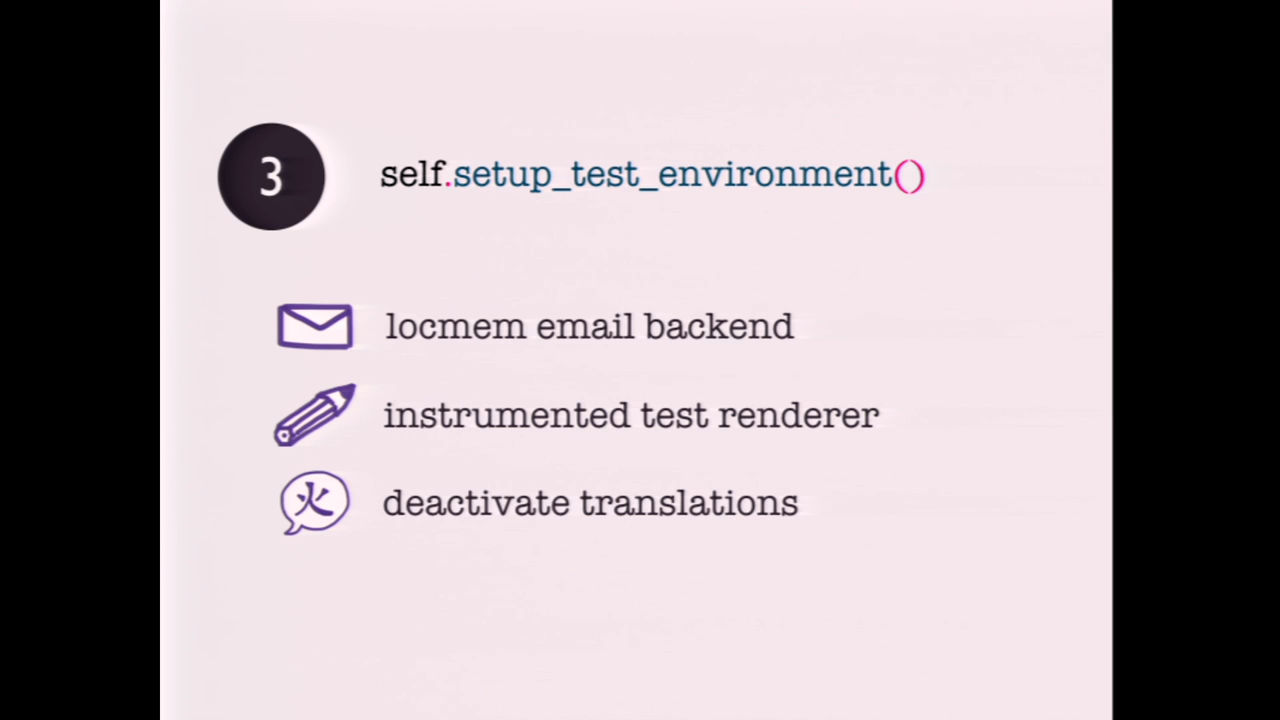 3
self.setup_test_environment()
locmem email backend
instrumented test renderer
火
deactivate translations